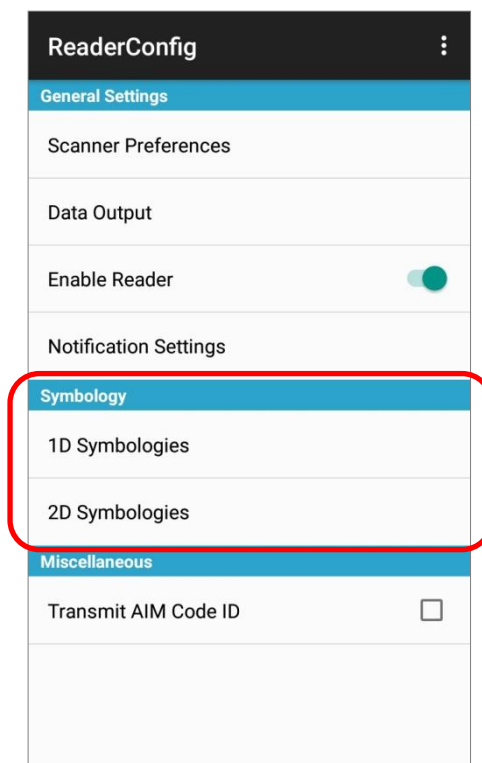 ReaderConfig
General Settings
Scanner Preferences
Data Output
Enable Reader
Notification Settings
Symbology
1D Symbologies
2D Symbologies
Miscellaneous
Transmit AIM Code ID